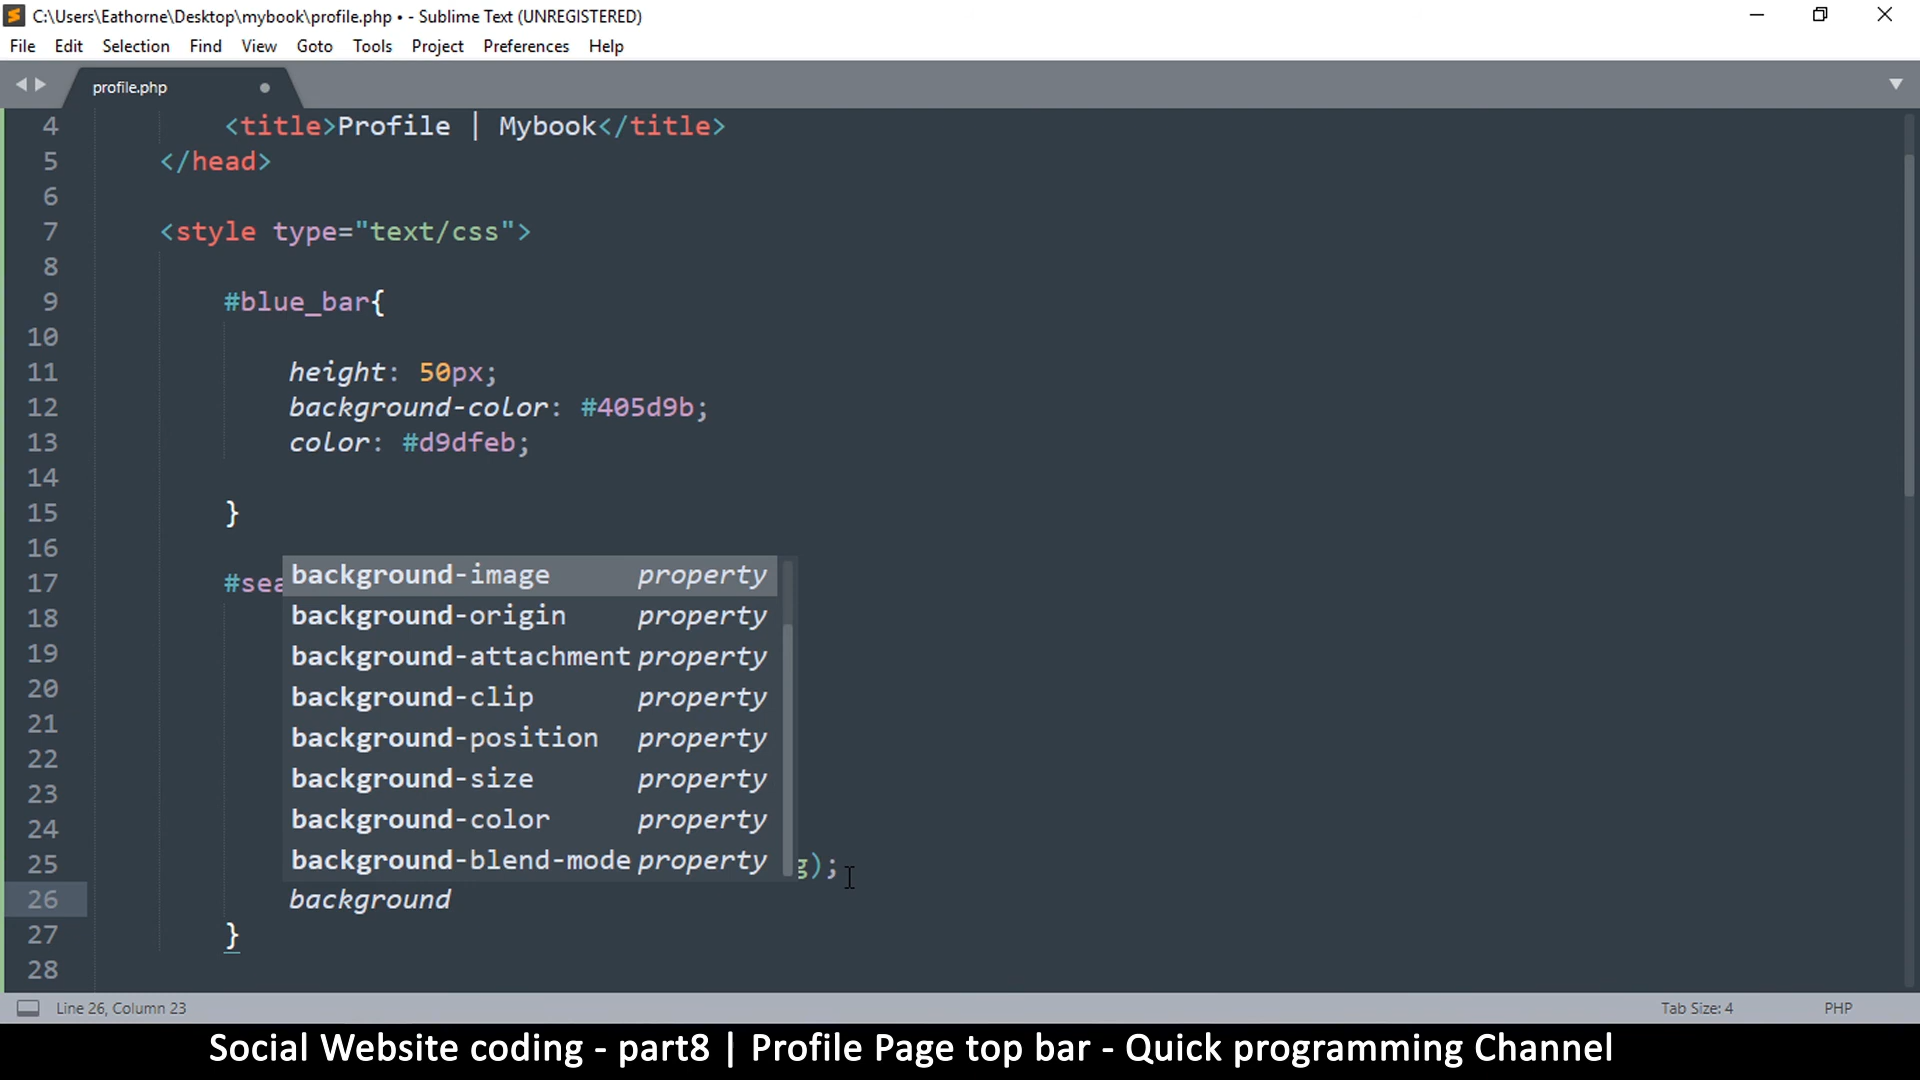 C:\Users\Eathorne\Desktop\mybook\profile.php • - Sublime Text (UNREGISTERED)
File Edit Selection Find View Goto Tools Project Preferences Help
profile.php
4 <title>Profile | Mybook</title>
5 </head>
6
7 <style type="text/css">
8
9 #blue_bar{
10
11 height: 50px;
12 background-color: #405d9b;
13 color: #d9dfeb;
14
15 }
16
17 #sea
background-image property
18
background-origin property
19
background-attachment property
20
background-clip property
21
background-position property
22
background-size property
23
background-color property
24
background-blend-mode property
25 g);
26 background
27 }
28
Line 26, Column 23
Tab Size: 4
PHP
Social Website coding - part8 | Profile Page top bar - Quick programming Channel